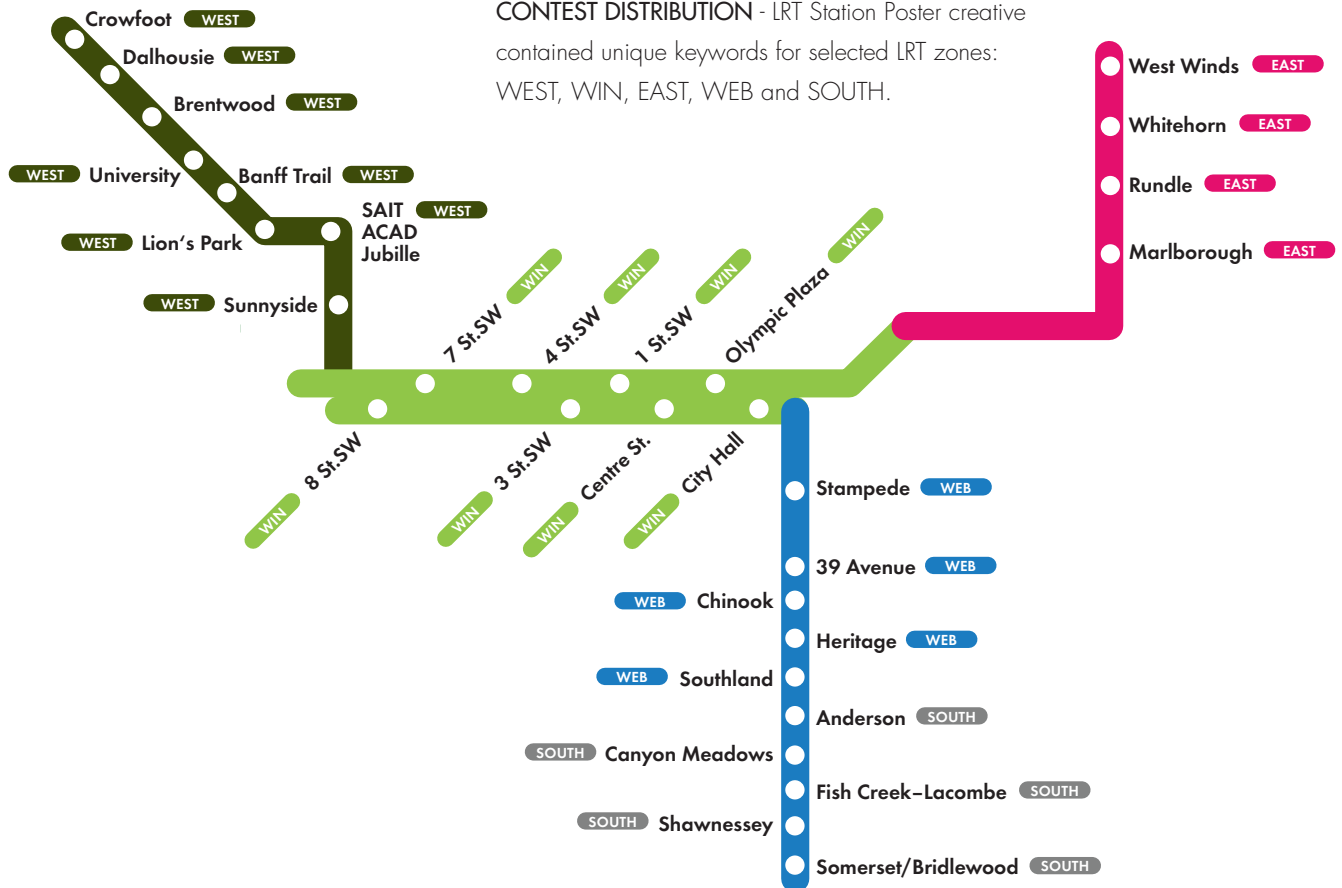 CONTEST DISTRIBUTION - LRT Station Poster creative
contained unique keywords for selected LRT zones:
WEST, WIN, EAST, WEB and SOUTH.
Crowfoot WEST
Dalhousie WEST
Brentwood WEST
WEST University
Banff Trail WEST
WEST Lion's Park
SAIT WEST
ACAD
Jubille
WEST Sunnyside
7 St.SW WIN
4 St.SW WIN
1 St.SW WIN
Olympic Plaza WIN
WIN 8 St.SW
WIN 3 St.SW
WIN Centre St.
WIN City Hall
West Winds EAST
Whitehorn EAST
Rundle EAST
Marlborough EAST
Stampede WEB
39 Avenue WEB
WEB Chinook
Heritage WEB
WEB Southland
Anderson SOUTH
SOUTH Canyon Meadows
Fish Creek–Lacombe SOUTH
SOUTH Shawnessey
Somerset/Bridlewood SOUTH